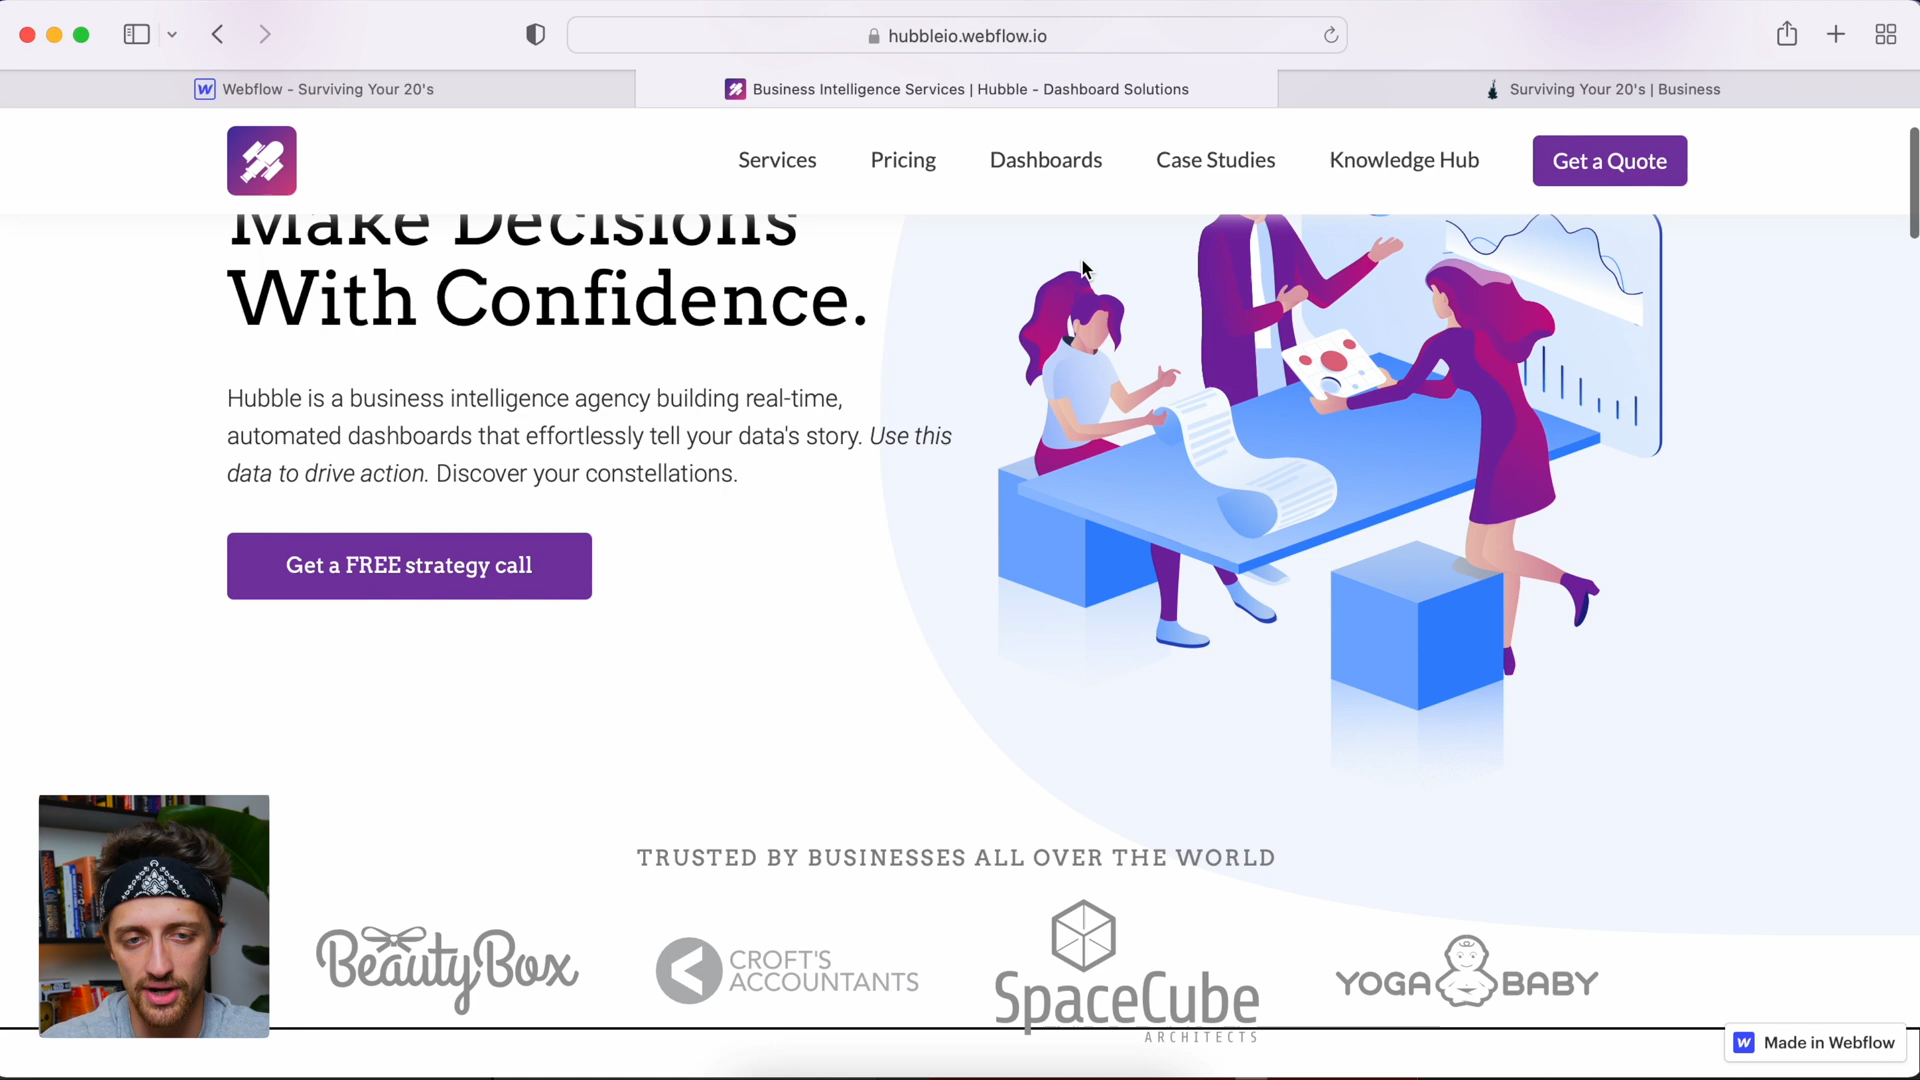 hubbleio.webflow.io
Webflow - Surviving Your 20's
Business Intelligence Services | Hubble - Dashboard Solutions
Surviving Your 20's | Business
Services
Pricing
Dashboards
Case Studies
Knowledge Hub
Get a Quote
Make Decisions
With Confidence.
Hubble is a business intelligence agency building real-time,
automated dashboards that effortlessly tell your data's story. Use this
data to drive action. Discover your constellations.
Get a FREE strategy call
TRUSTED BY BUSINESSES ALL OVER THE WORLD
BeautyBox
CROFT'S
ACCOUNTANTS
SpaceCube
ARCHITECTS
YOGA BABY
W Made in Webflow